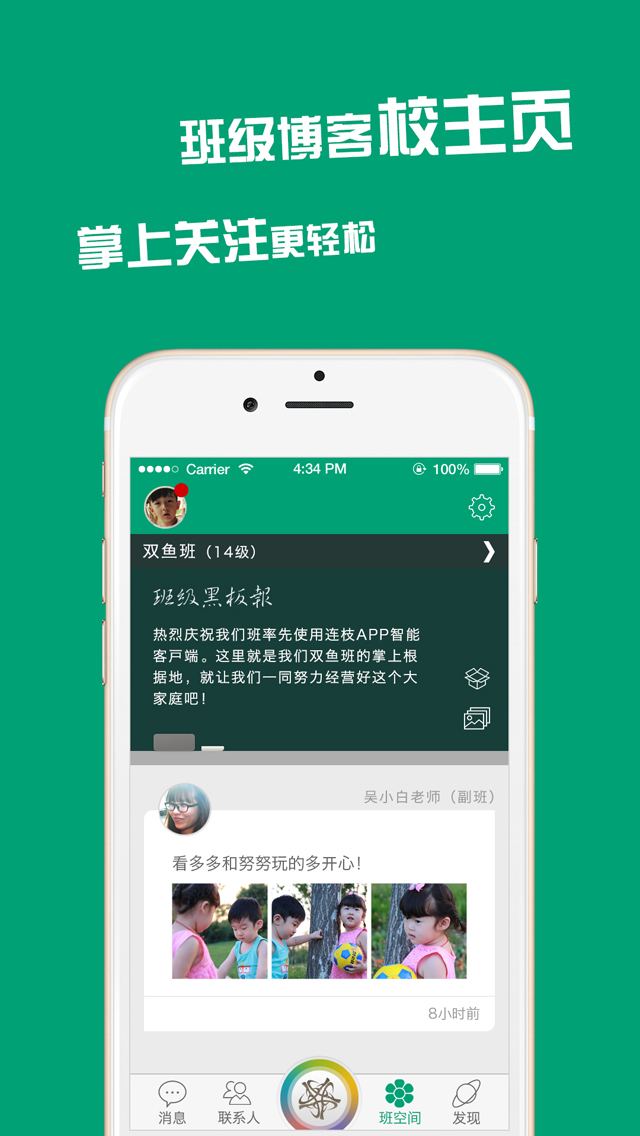 班级博客校主页
掌上关注更轻松
Carrier 4:34 PM 100%
双鱼班（14级）
班级黑板報
热烈庆祝我们班率先使用连枝APP智能
客戸端。这里就是我们双鱼班的掌上根
据地，就让我们一同努力经营好这个大
家庭吧！
吴小白老师（副班）
看多多和努努玩的多开心！
8小时前
消息 联系人 班空间 发现